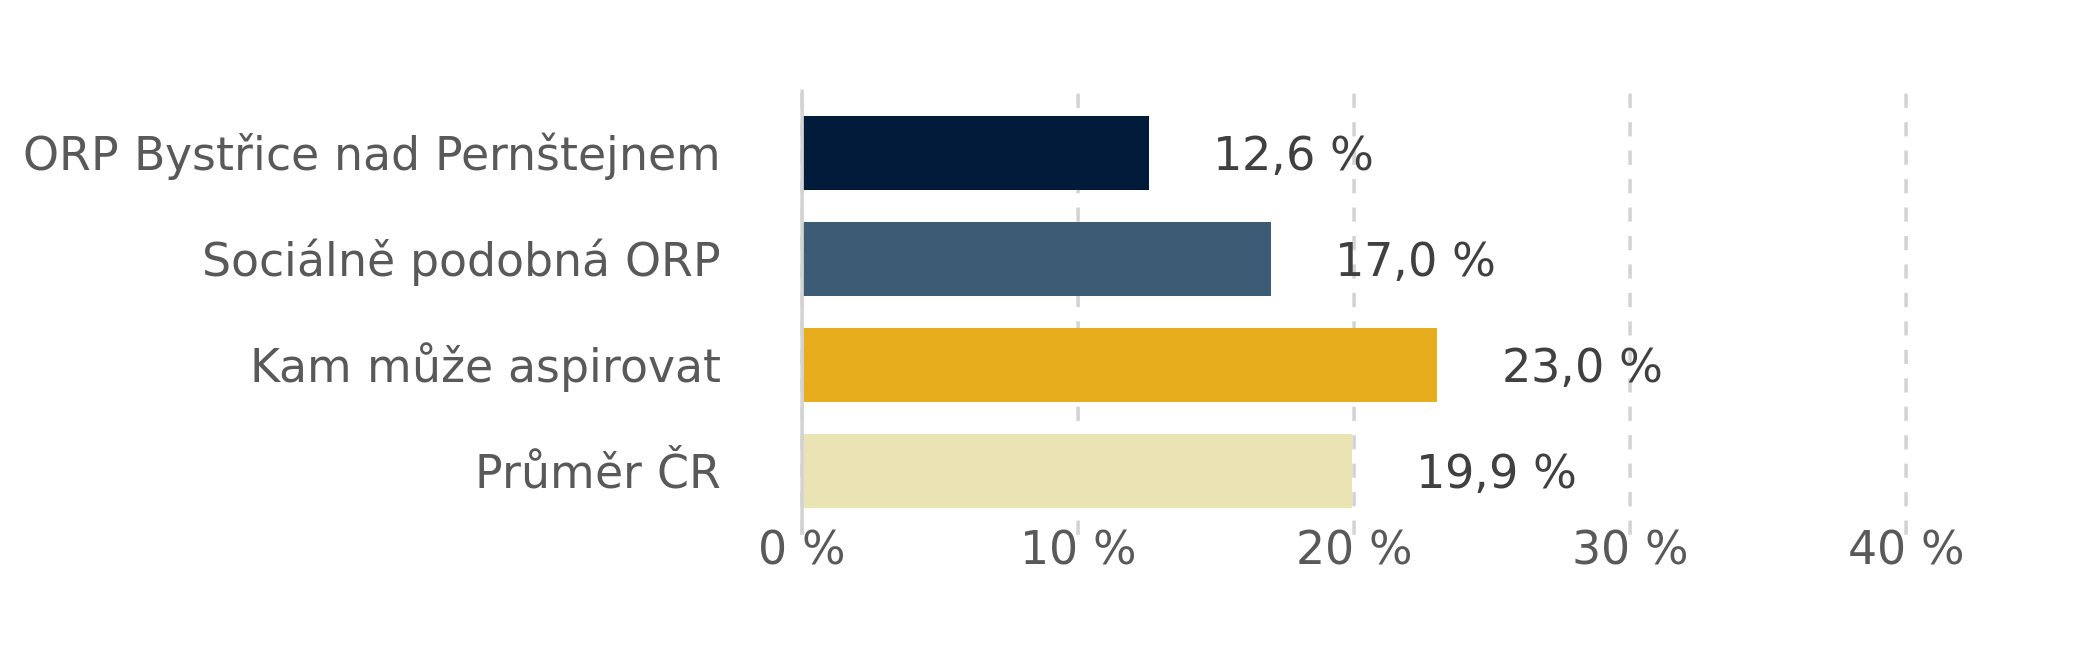 ORP Bystřice nad Pernštejnem 12,6 %
Sociálně podobná ORP 17,0 %
Kam může aspirovat 23,0 %
Průměr ČR 19,9 %
0 % 10 % 20 % 30 % 40 %